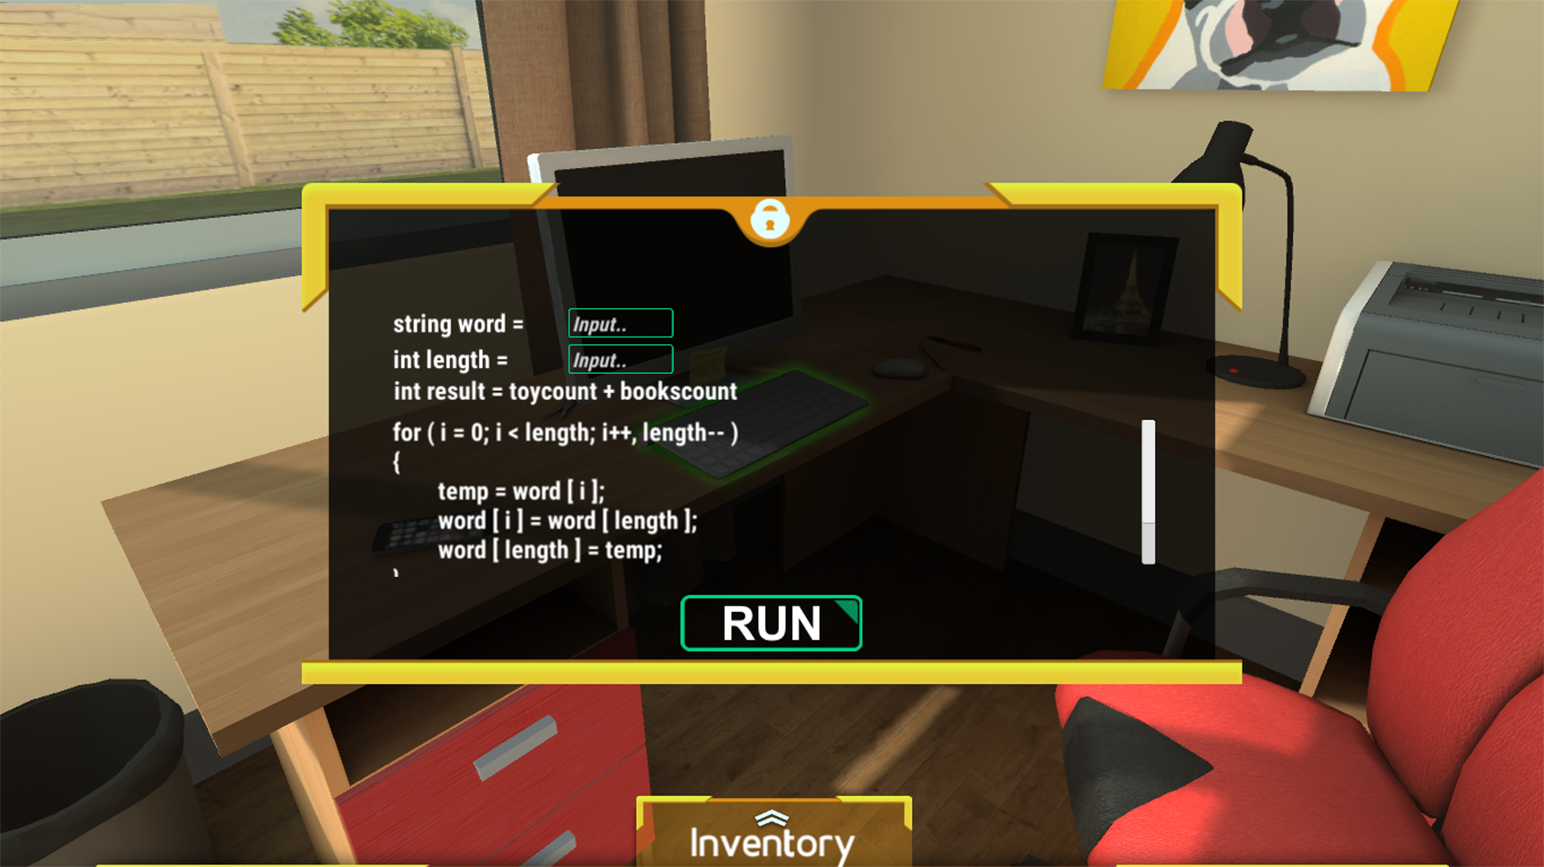 string word = Input..
int length = Input..
int result = toycount + bookscount
for ( i = 0; i < length; i++, length-- )
{
temp = word [ i ];
word [ i ] = word [ length ];
word [ length ] = temp;
RUN
Inventory